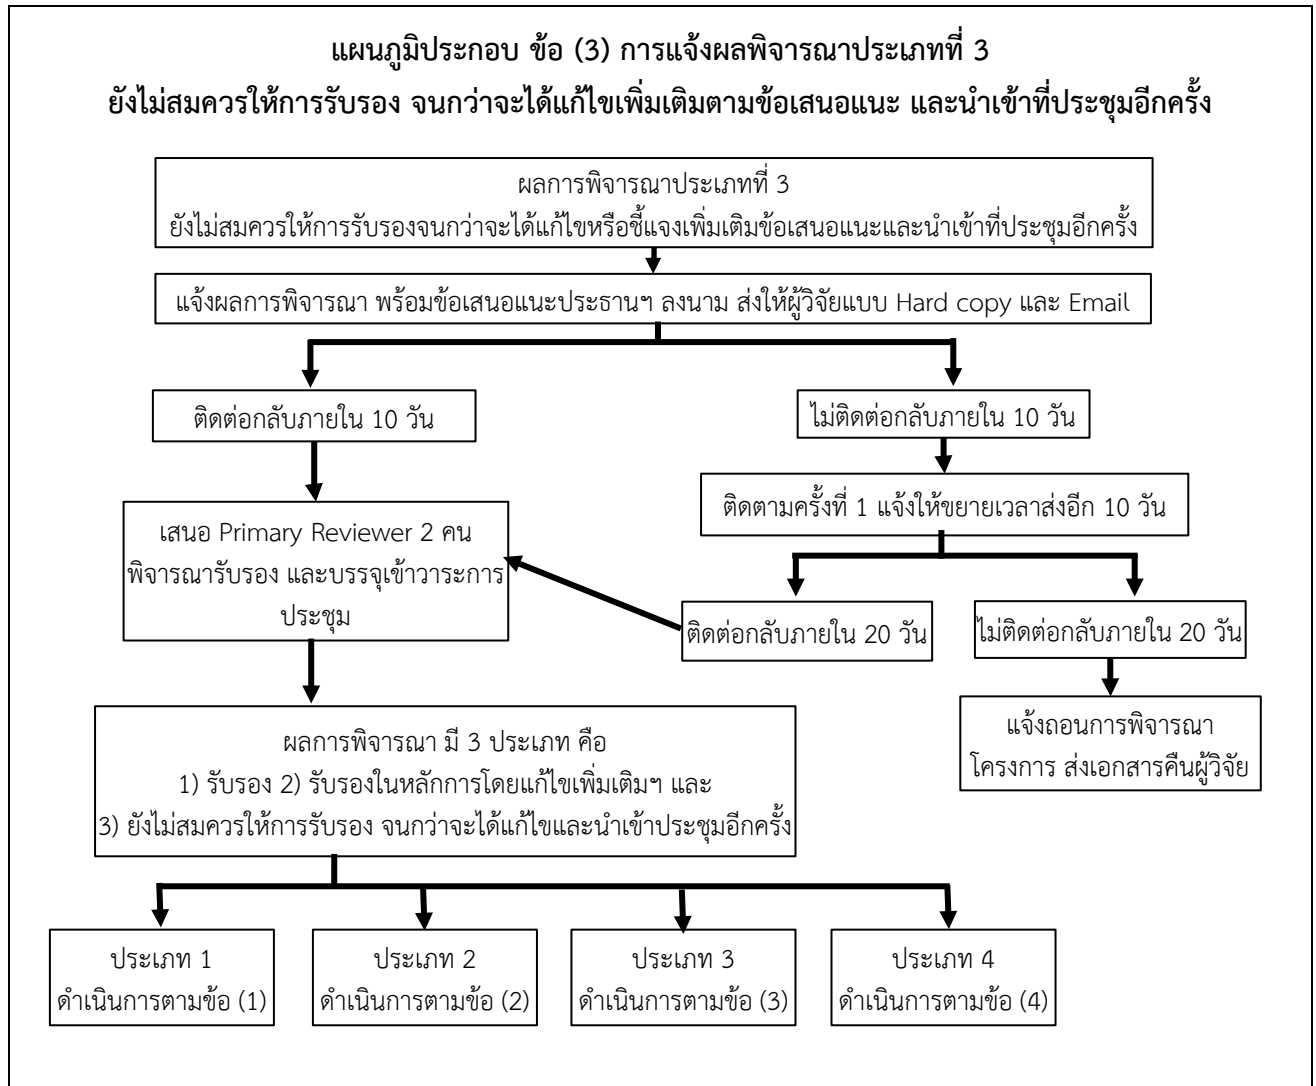 แผนภูมิประกอบ ข้อ (3) การแจ้งผลพิจารณาประเภทที่ 3
ยังไม่สมควรให้การรับรอง จนกว่าจะได้แก้ไขเพิ่มเติมตามข้อเสนอแนะ และนำเข้าที่ประชุมอีกครั้ง
ผลการพิจารณาประเภทที่ 3
ยังไม่สมควรให้การรับรองจนกว่าจะได้แก้ไขหรือชี้แจงเพิ่มเติมข้อเสนอแนะและนำเข้าที่ประชุมอีกครั้ง
แจ้งผลการพิจารณา พร้อมข้อเสนอแนะประธานฯ ลงนาม ส่งให้ผู้วิจัยแบบ Hard copy และ Email
ติดต่อกลับภายใน 10 วัน
ไม่ติดต่อกลับภายใน 10 วัน
ติดตามครั้งที่ 1 แจ้งให้ขยายเวลาส่งอีก 10 วัน
เสนอ Primary Reviewer 2 คน
พิจารณารับรอง และบรรจุเข้าวาระการ
ประชุม
ติดต่อกลับภายใน 20 วัน
ไม่ติดต่อกลับภายใน 20 วัน
แจ้งถอนการพิจารณา
โครงการ ส่งเอกสารคืนผู้วิจัย
ผลการพิจารณา มี 3 ประเภท คือ
1) รับรอง 2) รับรองในหลักการโดยแก้ไขเพิ่มเติมฯ และ
3) ยังไม่สมควรให้การรับรอง จนกว่าจะได้แก้ไขและนำเข้าประชุมอีกครั้ง
ประเภท 1
ดำเนินการตามข้อ (1)
ประเภท 2
ดำเนินการตามข้อ (2)
ประเภท 3
ดำเนินการตามข้อ (3)
ประเภท 4
ดำเนินการตามข้อ (4)